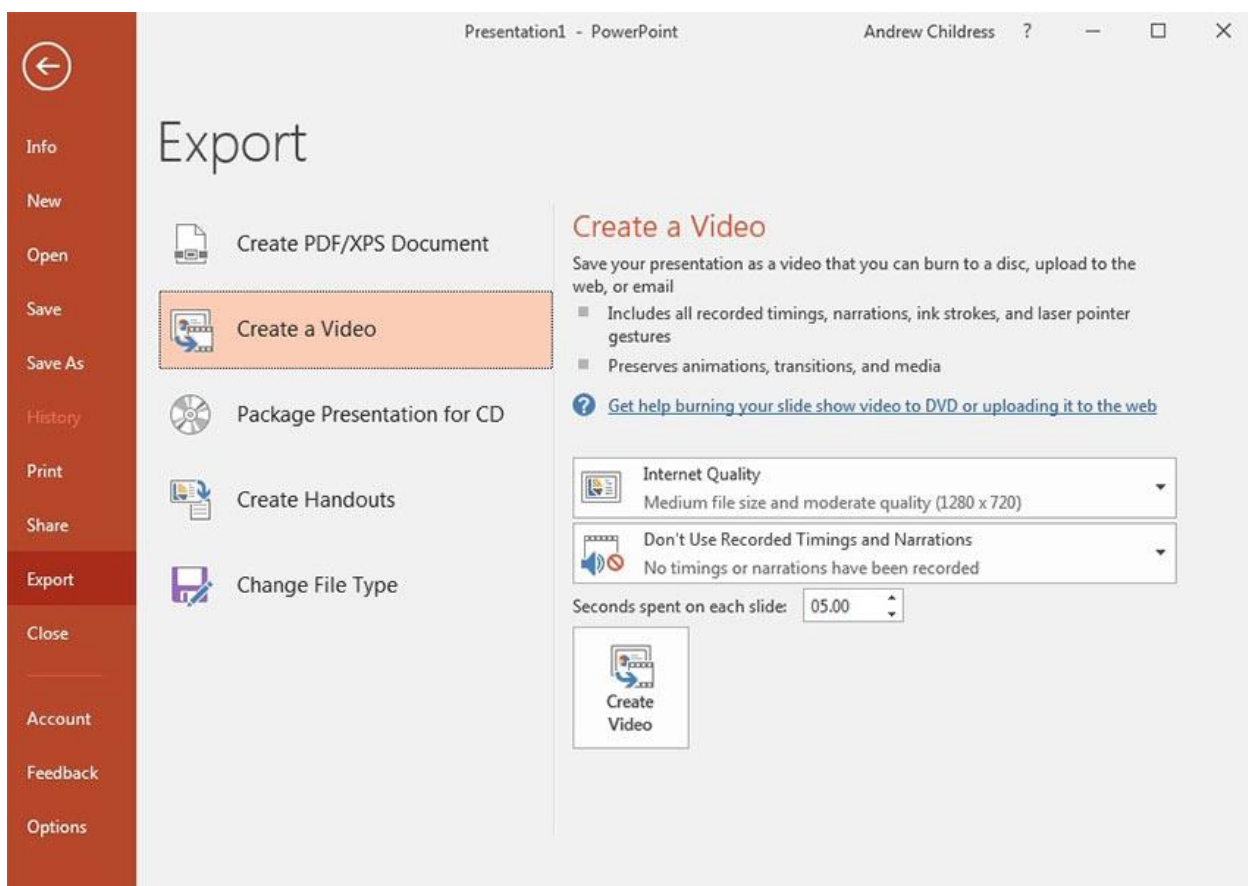 Presentation1 - PowerPoint
Andrew Childress ?
Info
New
Open
Save
Save As
History
Print
Share
Export
Close
Account
Feedback
Options
Export
Create PDF/XPS Document
Create a Video
Package Presentation for CD
Create Handouts
Change File Type
Create a Video
Save your presentation as a video that you can burn to a disc, upload to the
web, or email
Includes all recorded timings, narrations, ink strokes, and laser pointer
gestures
Preserves animations, transitions, and media
Get help burning your slide show video to DVD or uploading it to the web
Internet Quality
Medium file size and moderate quality (1280 x 720)
Don't Use Recorded Timings and Narrations
No timings or narrations have been recorded
Seconds spent on each slide: 05.00
Create
Video